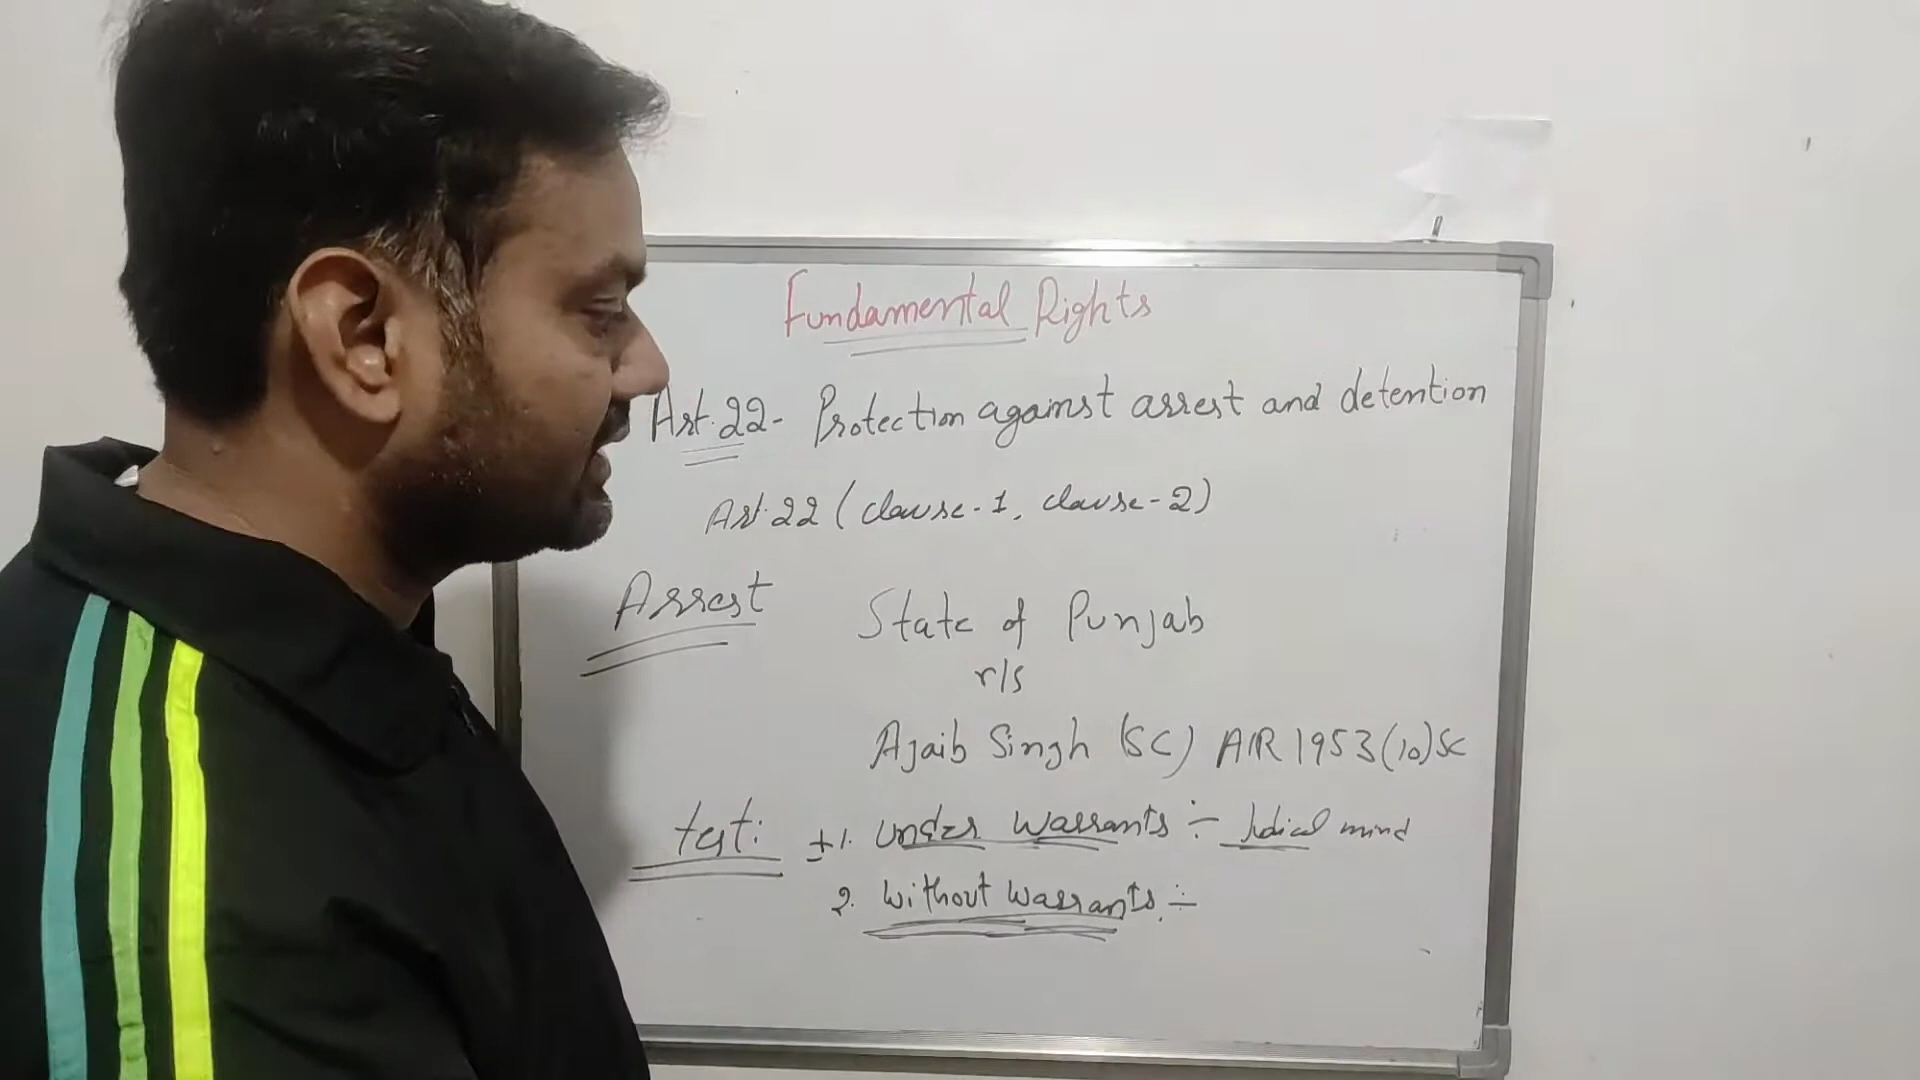 Fundamental Rights
Art.22- Protection against arrest and detention
Art.22 (clause-1, clause-2)
Arrest
State of Punjab
v/s
Ajaib Singh (SC) AIR 1953(10)SC
test:
1. Under Warrants ÷ Judical mind
2. Without Warrants. ÷